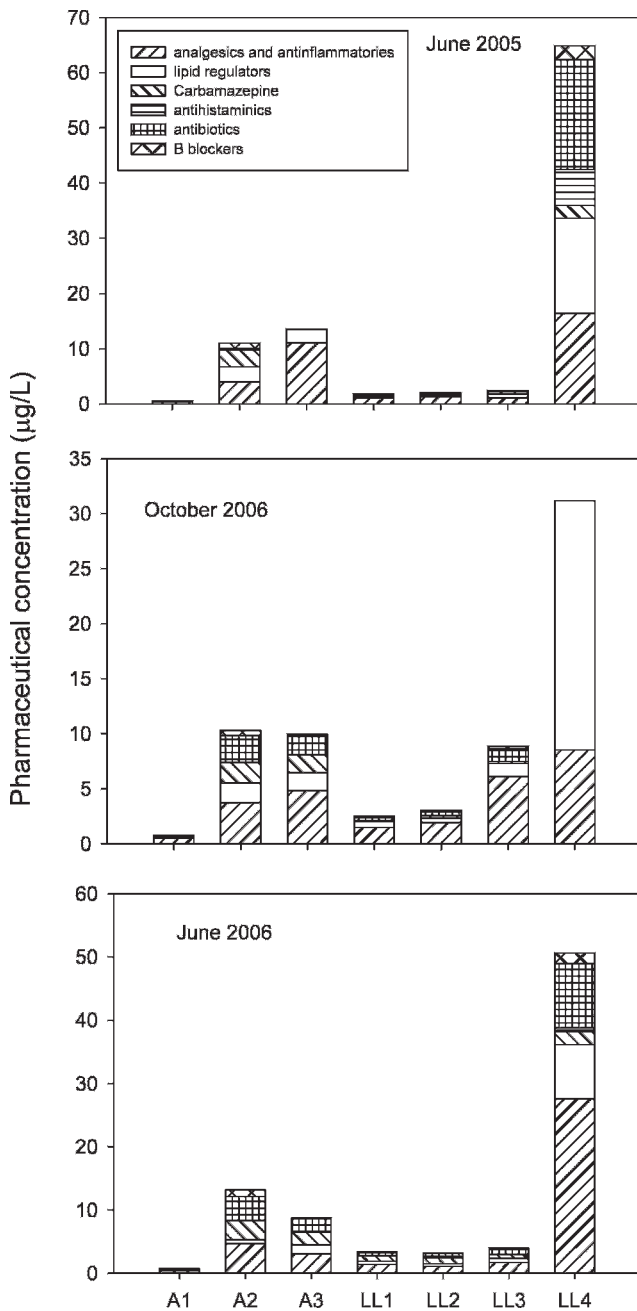 Pharmaceutical concentration (µg/L)
70
60
50
40
30
20
10
0
analgesics and antinflammatories
lipid regulators
Carbamazepine
antihistaminics
antibiotics
B blockers
June 2005
35
30
25
20
15
10
5
0
October 2006
60
50
40
30
20
10
0
June 2006
A1 A2 A3 LL1 LL2 LL3 LL4